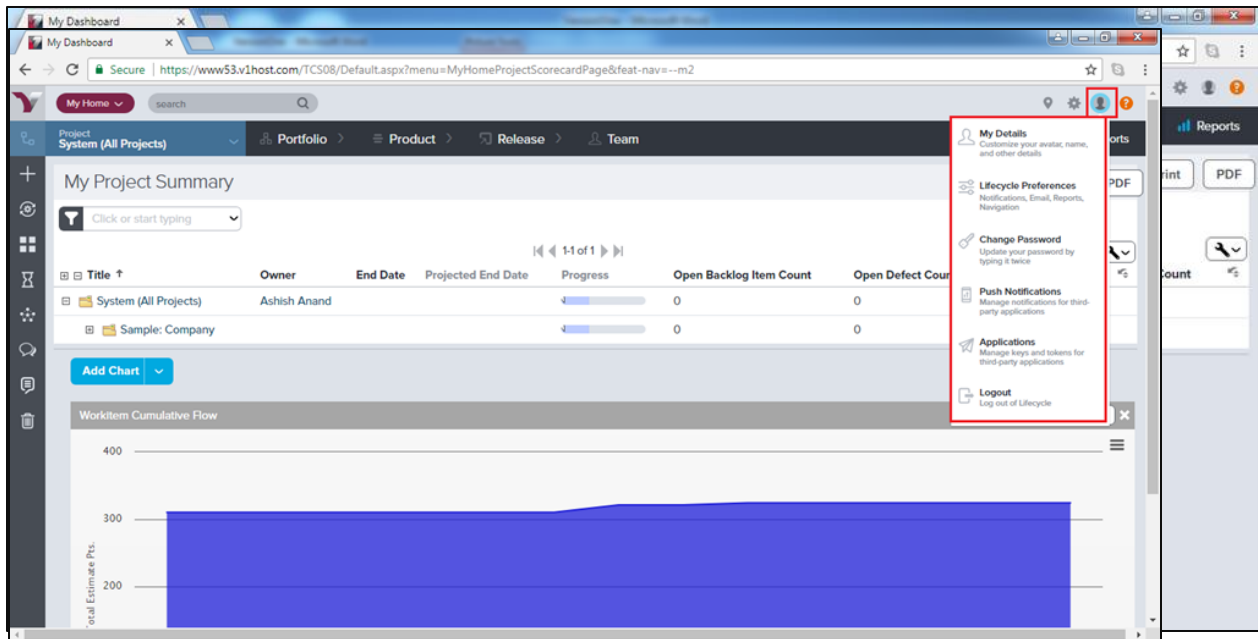 My Dashboard
My Dashboard
Secure | https://www53.v1host.com/TCS08/Default.aspx?menu=MyHomeProjectScorecardPage&feat-nav=--m2
My Home
search
Project
System (All Projects)
Portfolio > Product > Release > Team
orts
Reports
My Project Summary
PDF
rint
PDF
Click or start typing
1-1 of 1
Title Owner End Date Projected End Date Progress Open Backlog Item Count Open Defect Coun
Count
System (All Projects) Ashish Anand 0 0
Sample: Company 0 0
My Details
Customize your avatar, name,
and other details
Lifecycle Preferences
Notifications, Email, Reports,
Navigation
Change Password
Update your password by
typing it twice
Push Notifications
Manage notifications for third-
party applications
Applications
Manage keys and tokens for
third-party applications
Logout
Log out of Lifecycle
Add Chart
WorkItem Cumulative Flow
400
300
200
otal Estimate Pts.